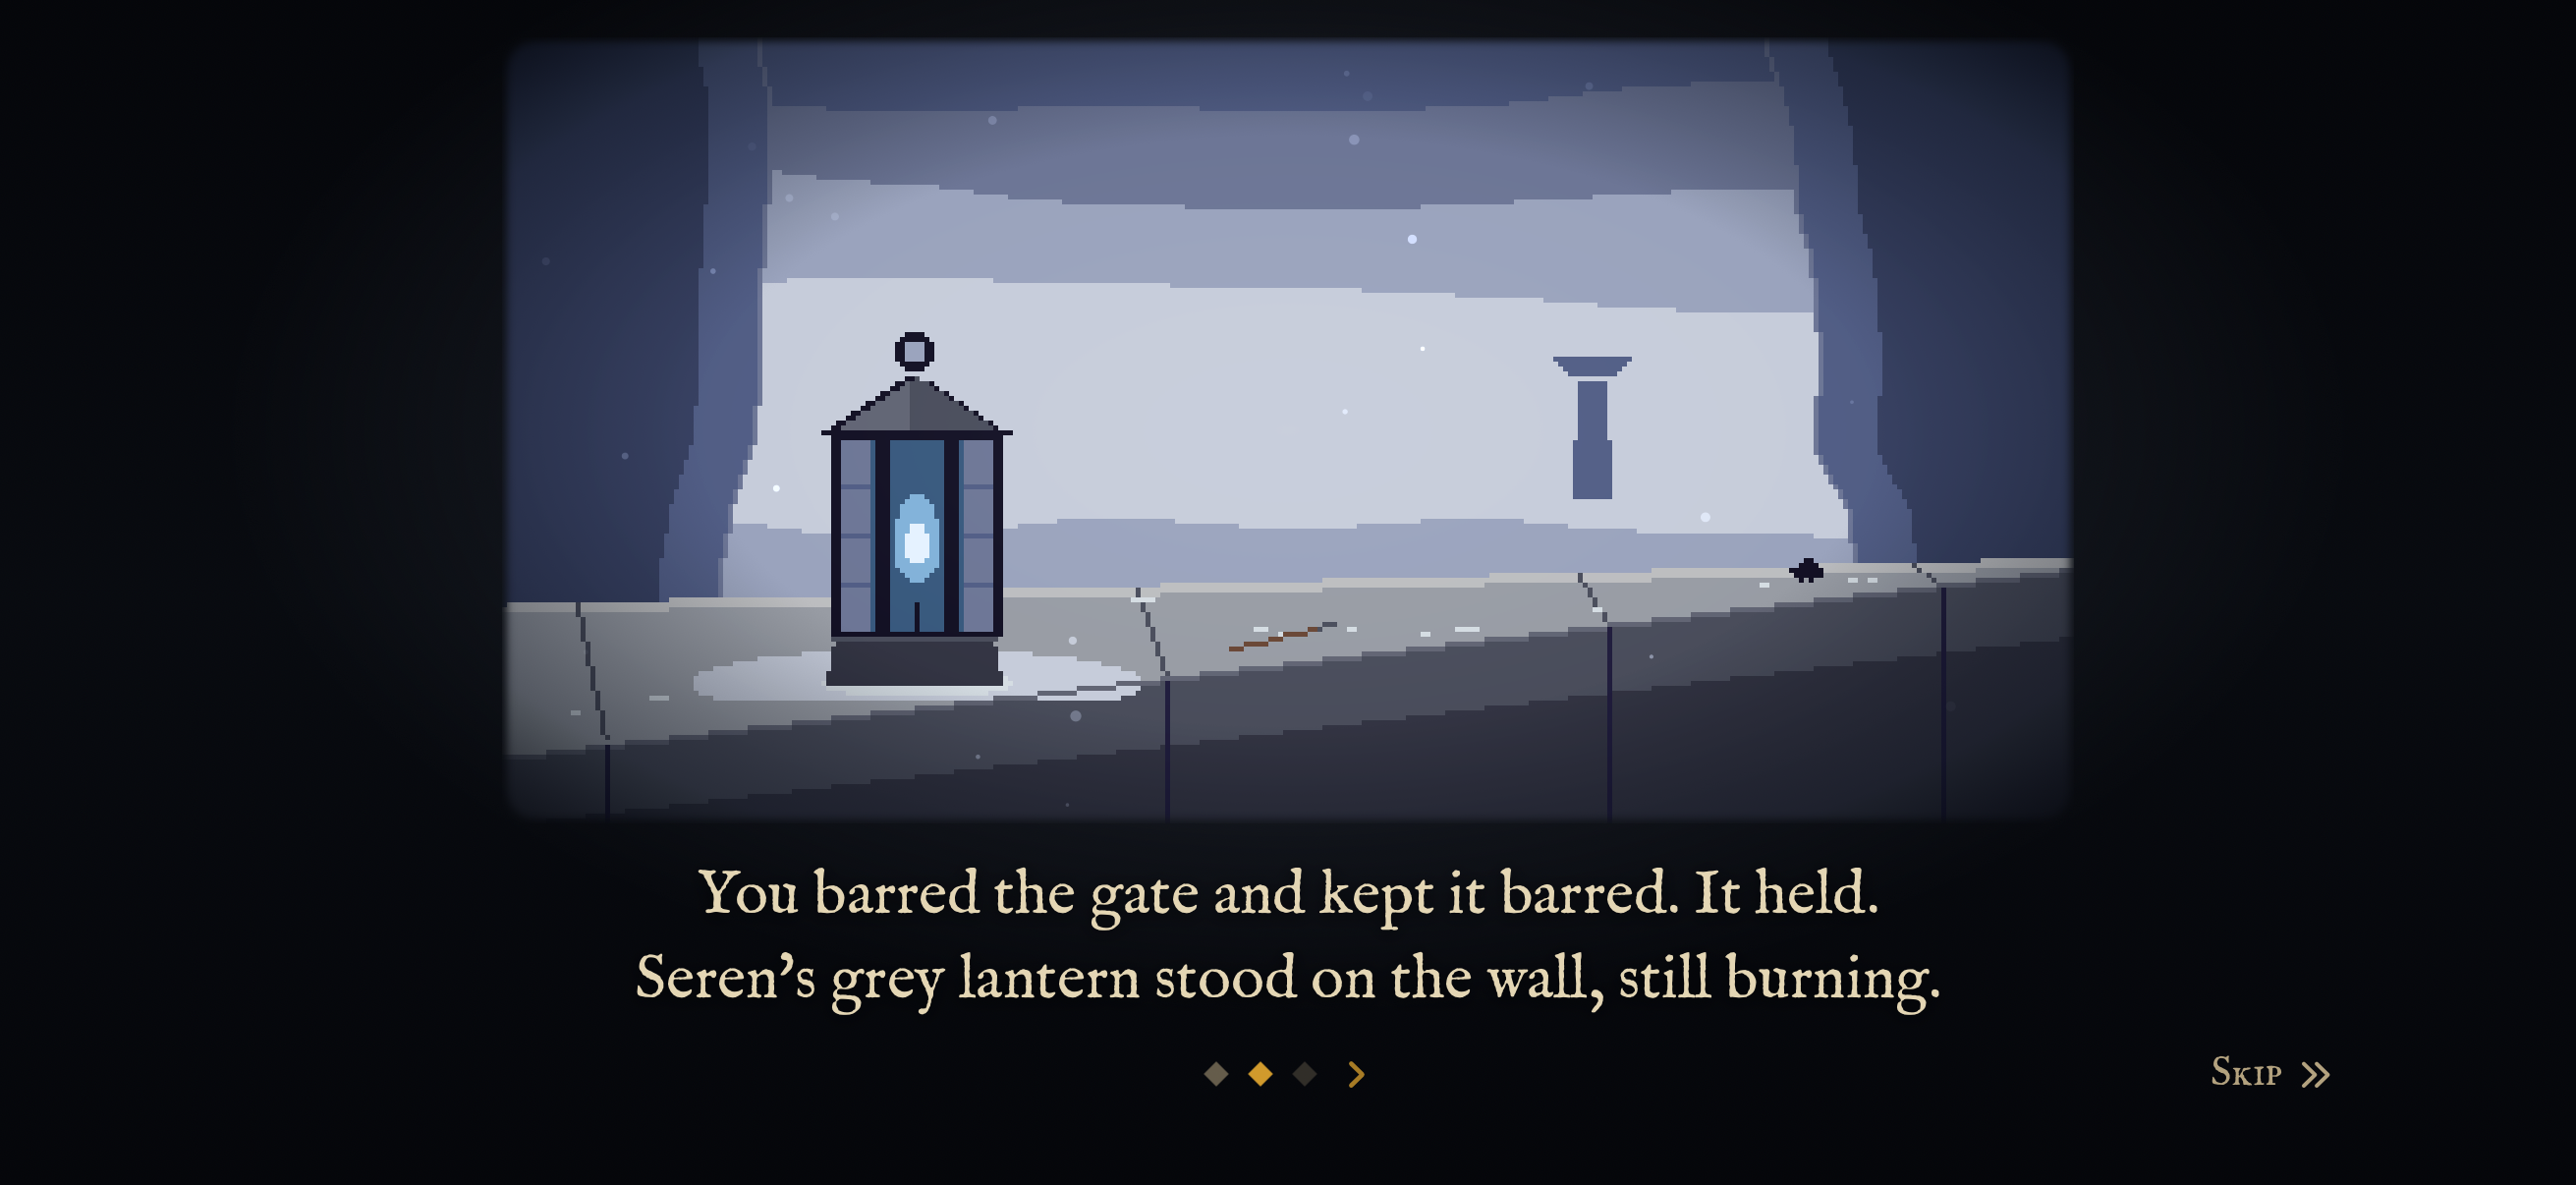 You barred the gate and kept it barred. It held.
Seren’s grey lantern stood on the wall, still burning.
Skip